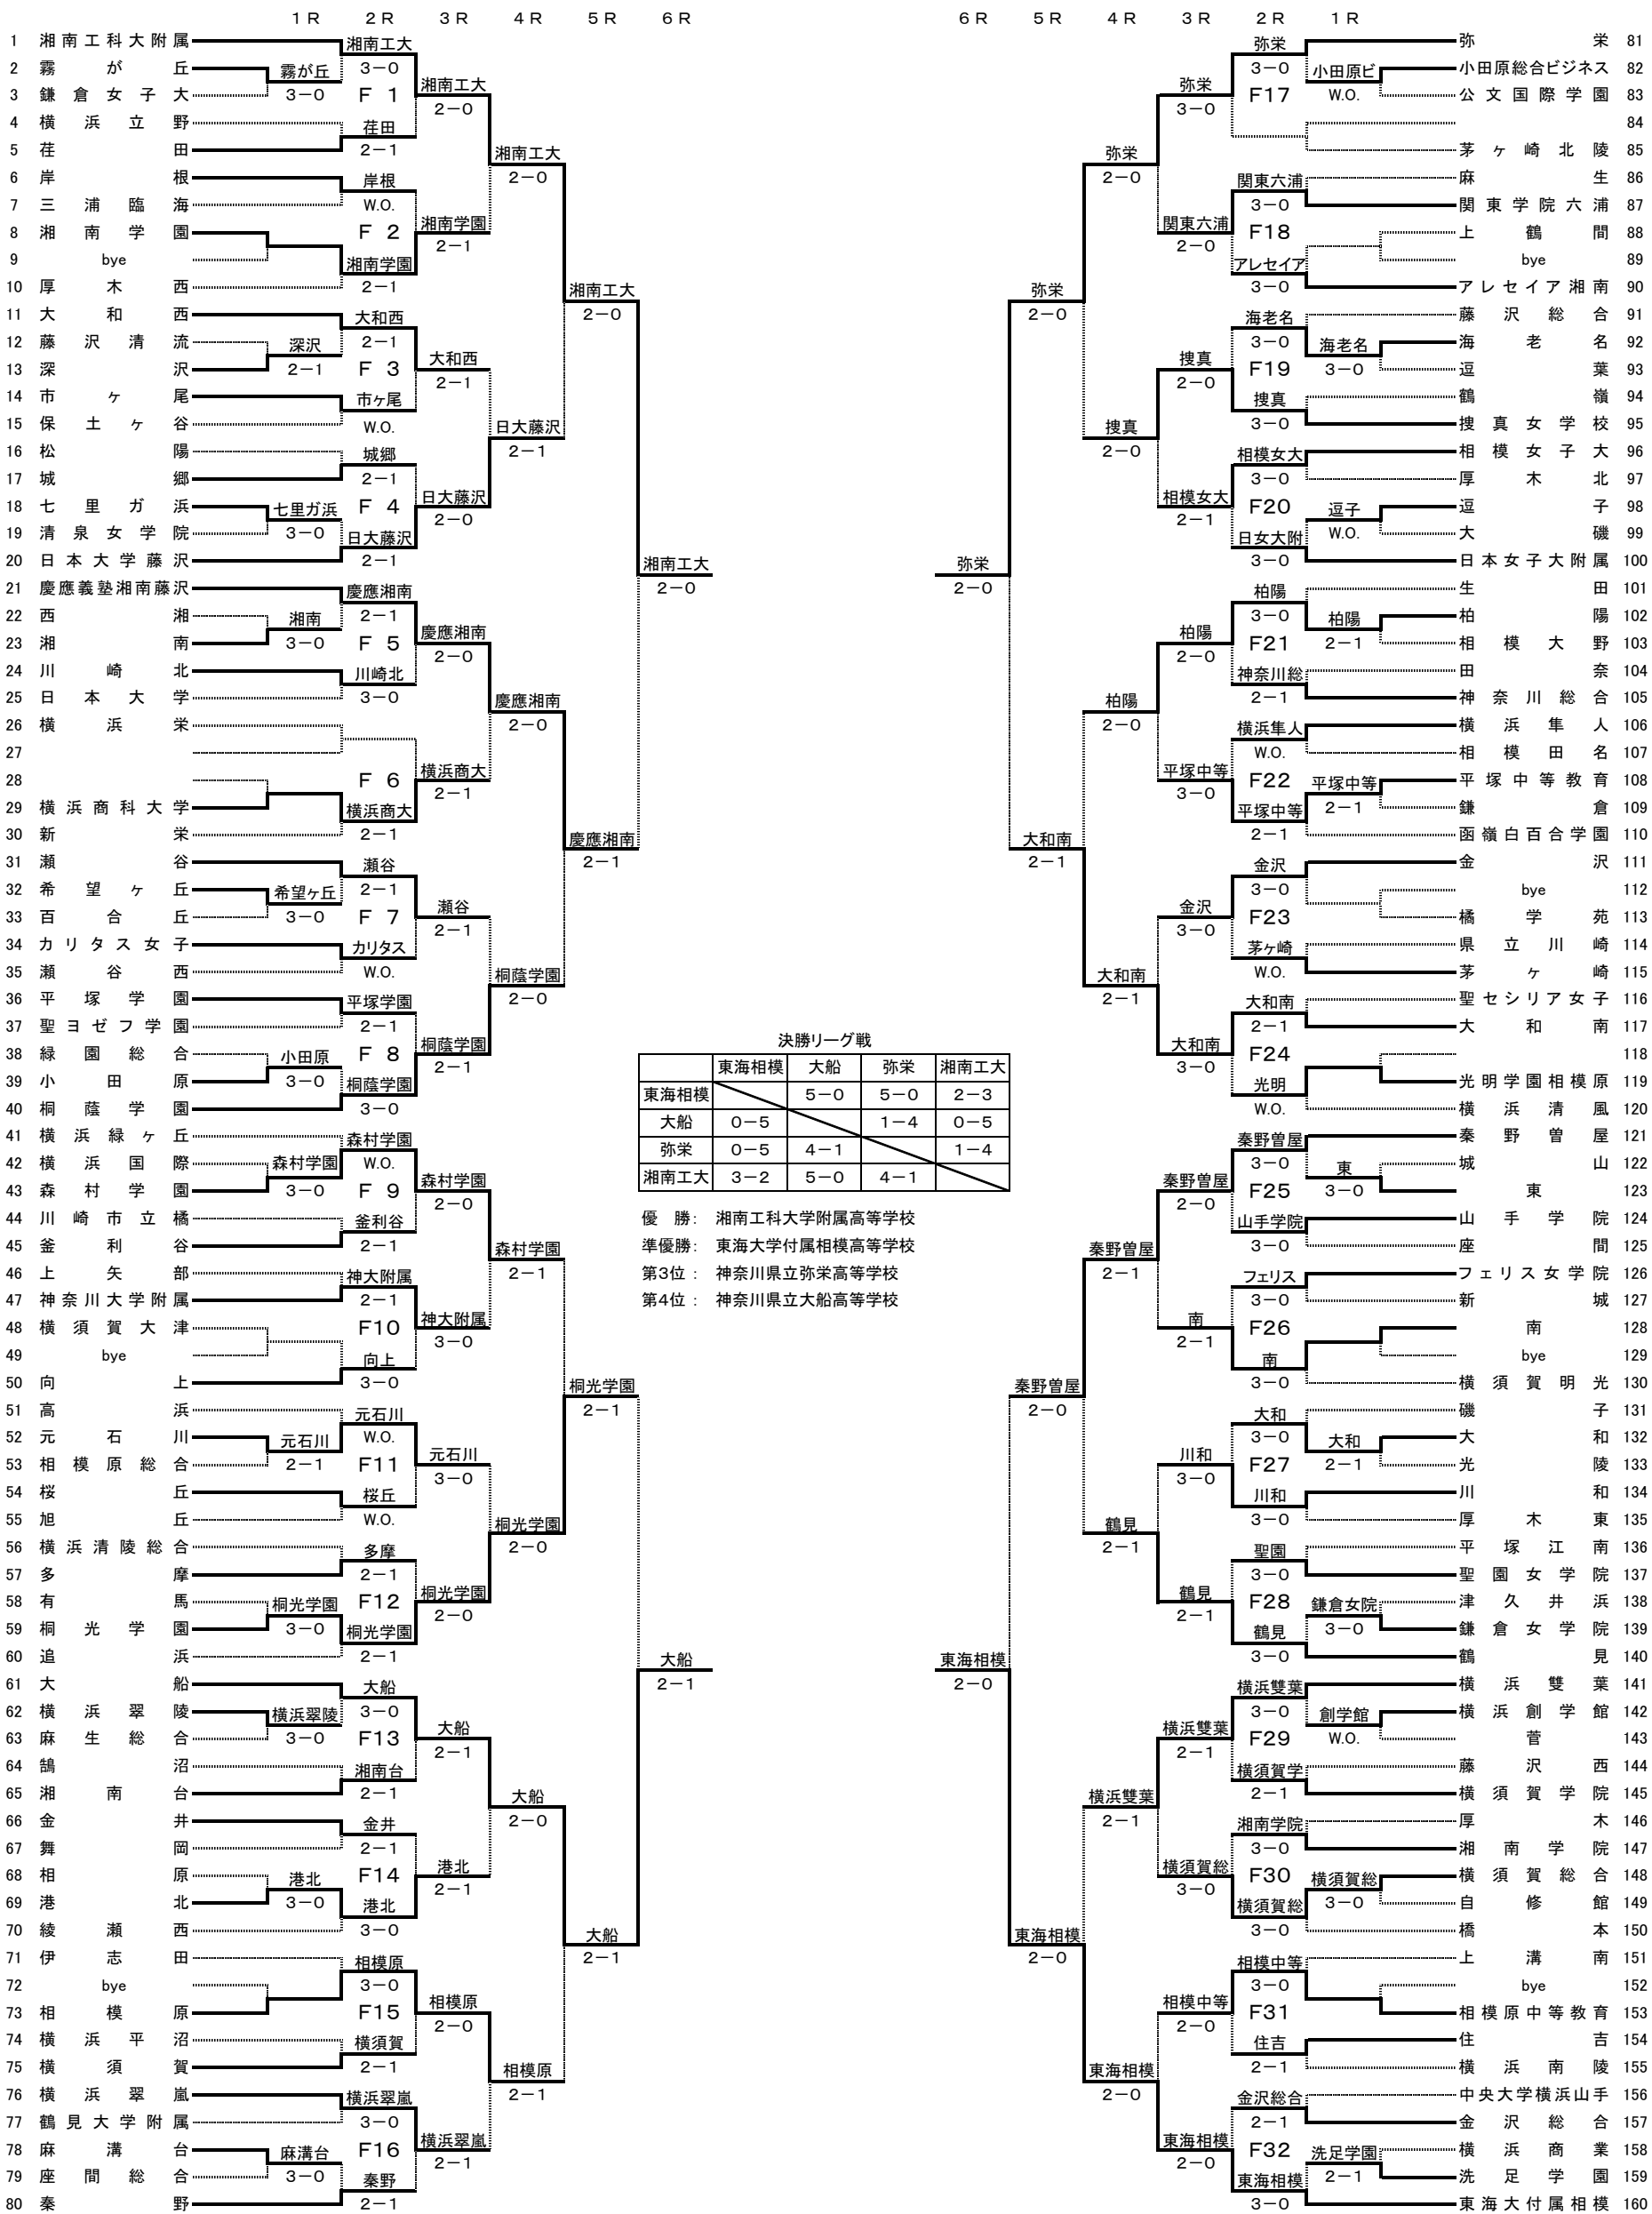 1R 2R 3R 4R 5R 6R 6R 5R 4R 3R 2R 1R
1 湘南工科大附属 湘南工大 弥栄 弥栄 81
2 霧が丘 霧が丘 3-0 3-0 小田原ビ 小田原総合ビジネス 82
3 鎌倉女子大 3-0 F1 湘南工大 2-0 弥栄 3-0 F17 W.O. 公文国際学園 83
4 横浜立野 荏田 84
5 荏田 2-1 湘南工大 弥栄 茅ヶ崎北陵 85
6 岸根 岸根 2-0 2-0 関東六浦 麻生 86
7 三浦臨海 W.O. 3-0 関東学院六浦 87
8 湘南学園 F2 湘南学園 2-1 関東六浦 2-0 F18 上鶴間 88
9 bye 湘南学園 アレセイア bye 89
10 厚木西 2-1 湘南工大 2-0 弥栄 2-0 3-0 アレセイア湘南 90
11 大和西 大和西 海老名 藤沢総合 91
12 藤沢清流 深沢 2-1 3-0 海老名 海老名 92
13 深沢 2-1 F3 大和西 2-1 捜真 2-0 F19 3-0 逗葉 93
14 市ヶ尾 市ヶ尾 捜真 鶴嶺 94
15 保土ヶ谷 W.O. 日大藤沢 捜真 3-0 捜真女学校 95
16 松陽 城郷 2-1 2-0 相模女大 相模女子大 96
17 城郷 2-1 3-0 厚木北 97
18 七里ガ浜 七里ガ浜 F4 日大藤沢 2-0 相模女大 2-1 F20 逗子 逗子 98
19 清泉女学院 3-0 日大藤沢 日女大附 W.O. 大磯 99
20 日本大学藤沢 2-1 湘南工大 2-0 弥栄 2-0 3-0 日本女子大附属 100
21 慶應義塾湘南藤沢 慶應湘南 柏陽 生田 101
22 西湘 湘南 2-1 3-0 柏陽 柏陽 102
23 湘南 3-0 F5 慶應湘南 2-0 柏陽 2-0 F21 2-1 相模大野 103
24 川崎北 川崎北 神奈川総 田奈 104
25 日本大学 3-0 慶應湘南 柏陽 2-1 神奈川総合 105
26 横浜栄 2-0 2-0 横浜隼人 横浜隼人 106
27 W.O. 相模田名 107
28 F6 横浜商大 2-1 平塚中等 3-0 F22 平塚中等 平塚中等教育 108
29 横浜商科大学 横浜商大 平塚中等 2-1 鎌倉 109
30 新栄 2-1 慶應湘南 2-1 大和南 2-1 2-1 函嶺白百合学園 110
31 瀬谷 瀬谷 金沢 金沢 111
32 希望ヶ丘 希望ヶ丘 2-1 3-0 bye 112
33 百合丘 3-0 F7 瀬谷 2-1 金沢 3-0 F23 橘学苑 113
34 カリタス女子 カリタス 茅ヶ崎 県立川崎 114
35 瀬谷西 W.O. 桐蔭学園 大和南 W.O. 茅ヶ崎 115
36 平塚学園 平塚学園 2-0 2-1 大和南 聖セシリア女子 116
37 聖ヨゼフ学園 2-1 2-1 大和南 117
38 緑園総合 小田原 F8 桐蔭学園 2-1 大和南 3-0 F24 118
39 小田原 3-0 桐蔭学園 光明 光明学園相模原 119
40 桐蔭学園 3-0 W.O. 横浜清風 120
決勝リーグ戦
東海相模 大船 弥栄 湘南工大
東海相模 5-0 5-0 2-3
大船 0-5 1-4 0-5
弥栄 0-5 4-1 1-4
湘南工大 3-2 5-0 4-1
優 勝: 湘南工科大学附属高等学校
準優勝: 東海大学付属相模高等学校
第3位: 神奈川県立弥栄高等学校
第4位: 神奈川県立大船高等学校
41 横浜緑ヶ丘 森村学園 秦野曽屋 秦野曽屋 121
42 横浜国際 森村学園 W.O. 3-0 東 城山 122
43 森村学園 3-0 F9 森村学園 2-0 秦野曽屋 2-0 F25 3-0 東 123
44 川崎市立橘 釜利谷 山手学院 山手学院 124
45 釜利谷 2-1 森村学園 秦野曽屋 3-0 座間 125
46 上矢部 神大附属 2-1 2-1 フェリス フェリス女学院 126
47 神奈川大学附属 2-1 3-0 新城 127
48 横須賀大津 F10 神大附属 3-0 南 2-1 F26 南 128
49 bye 向上 南 bye 129
50 向上 3-0 桐光学園 2-1 秦野曽屋 2-0 3-0 横須賀明光 130
51 高浜 元石川 大和 磯子 131
52 元石川 元石川 W.O. 3-0 大和 大和 132
53 相模原総合 2-1 F11 元石川 3-0 川和 3-0 F27 2-1 光陵 133
54 桜丘 桜丘 川和 川和 134
55 旭丘 W.O. 桐光学園 鶴見 3-0 厚木東 135
56 横浜清陵総合 多摩 2-0 2-1 聖園 平塚江南 136
57 多摩 2-1 3-0 聖園女学院 137
58 有馬 桐光学園 F12 桐光学園 2-0 鶴見 2-1 F28 鎌倉女院 津久井浜 138
59 桐光学園 3-0 桐光学園 鶴見 3-0 鎌倉女学院 139
60 追浜 2-1 大船 2-1 東海相模 2-0 3-0 鶴見 140
61 大船 大船 横浜雙葉 横浜雙葉 141
62 横浜翠陵 横浜翠陵 3-0 3-0 創学館 横浜創学館 142
63 麻生総合 3-0 F13 大船 2-1 横浜雙葉 2-1 F29 W.O. 菅 143
64 鵠沼 湘南台 横須賀学 藤沢西 144
65 湘南台 2-1 大船 横浜雙葉 2-1 横須賀学院 145
66 金井 金井 2-0 2-1 湘南学院 厚木 146
67 舞岡 2-1 3-0 湘南学院 147
68 相原 港北 F14 港北 2-1 横須賀総 3-0 F30 横須賀総 横須賀総合 148
69 港北 3-0 港北 横須賀総 3-0 自修館 149
70 綾瀬西 3-0 大船 2-1 東海相模 2-0 3-0 橋本 150
71 伊志田 相模原 相模中等 上溝南 151
72 bye 3-0 3-0 bye 152
73 相模原 F15 相模原 2-0 相模中等 2-0 F31 相模原中等教育 153
74 横浜平沼 横須賀 住吉 住吉 154
75 横須賀 2-1 相模原 東海相模 2-1 横浜南陵 155
76 横浜翠嵐 横浜翠嵐 2-1 2-0 金沢総合 中央大学横浜山手 156
77 鶴見大学附属 3-0 2-1 金沢総合 157
78 麻溝台 麻溝台 F16 横浜翠嵐 2-1 東海相模 2-0 F32 洗足学園 横浜商業 158
79 座間総合 3-0 秦野 東海相模 2-1 洗足学園 159
80 秦野 2-1 3-0 東海大付属相模 160